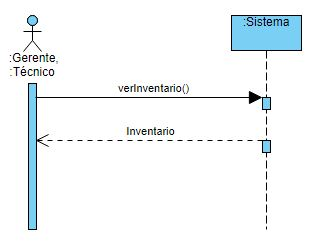 :Sistema
:Gerente,
:Técnico
verInventario()
Inventario